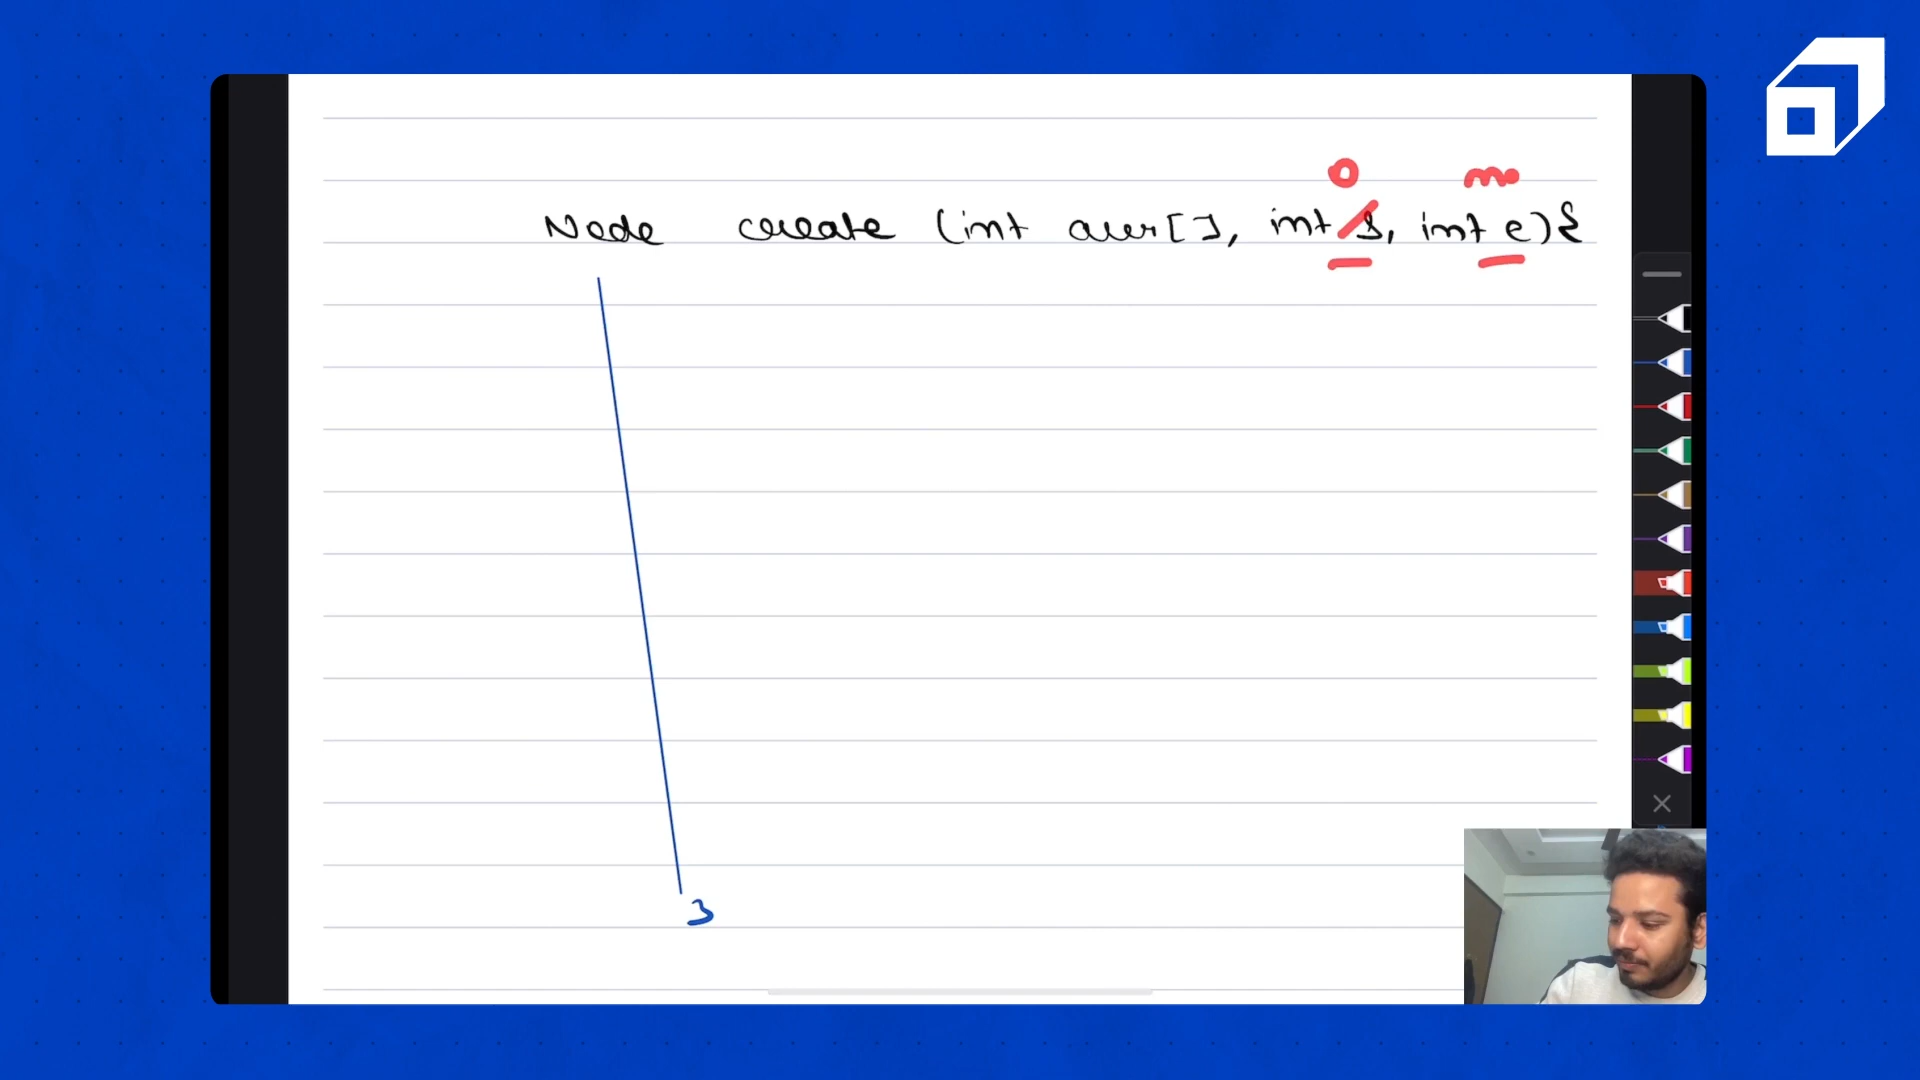 0
Node create (int arr[], int s, int e){
}